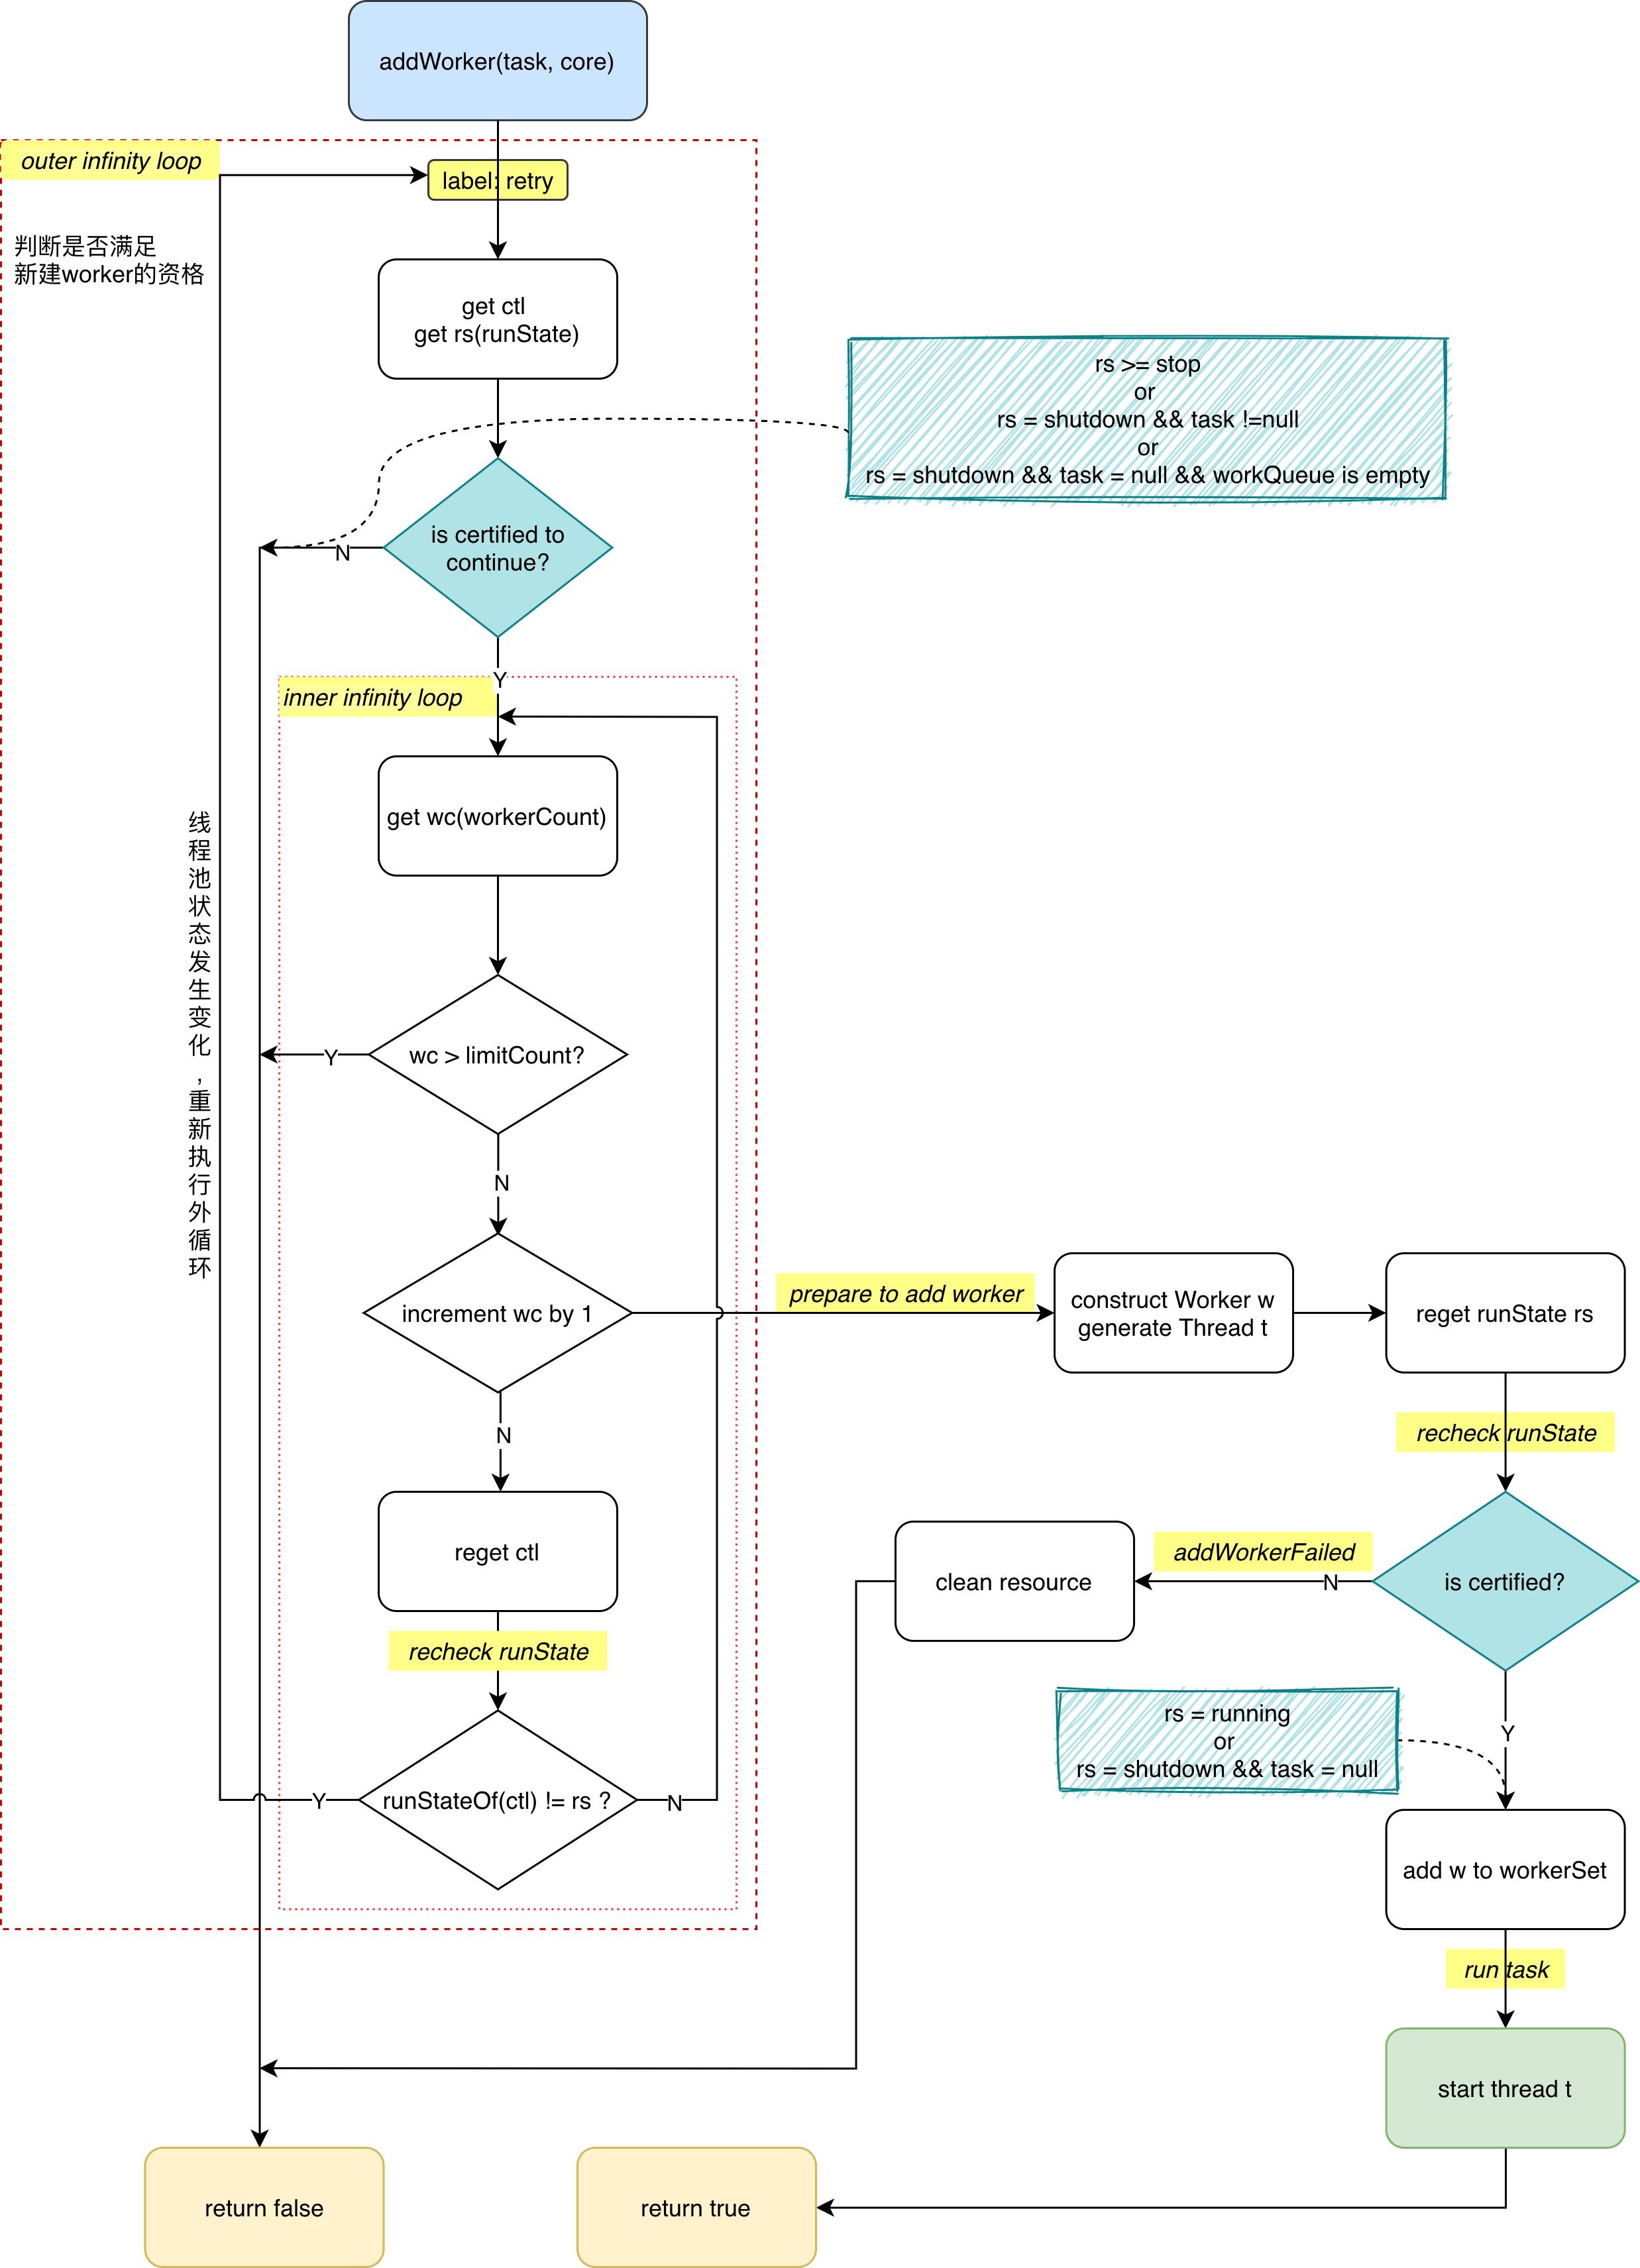 addWorker(task, core)
outer infinity loop
label: retry
判断是否满足
新建worker的资格
get ctl
get rs(runState)
rs >= stop
or
rs = shutdown && task !=null
or
rs = shutdown && task = null && workQueue is empty
is certified to
continue?
N
Y
inner infinity loop
get wc(workerCount)
线程池状态发生变化,重新执行外循环
wc > limitCount?
Y
N
increment wc by 1
prepare to add worker
construct Worker w
generate Thread t
reget runState rs
N
recheck runState
reget ctl
addWorkerFailed
N
clean resource
is certified?
recheck runState
rs = running
or
rs = shutdown && task = null
Y
runStateOf(ctl) != rs ?
Y
N
add w to workerSet
run task
start thread t
return false
return true